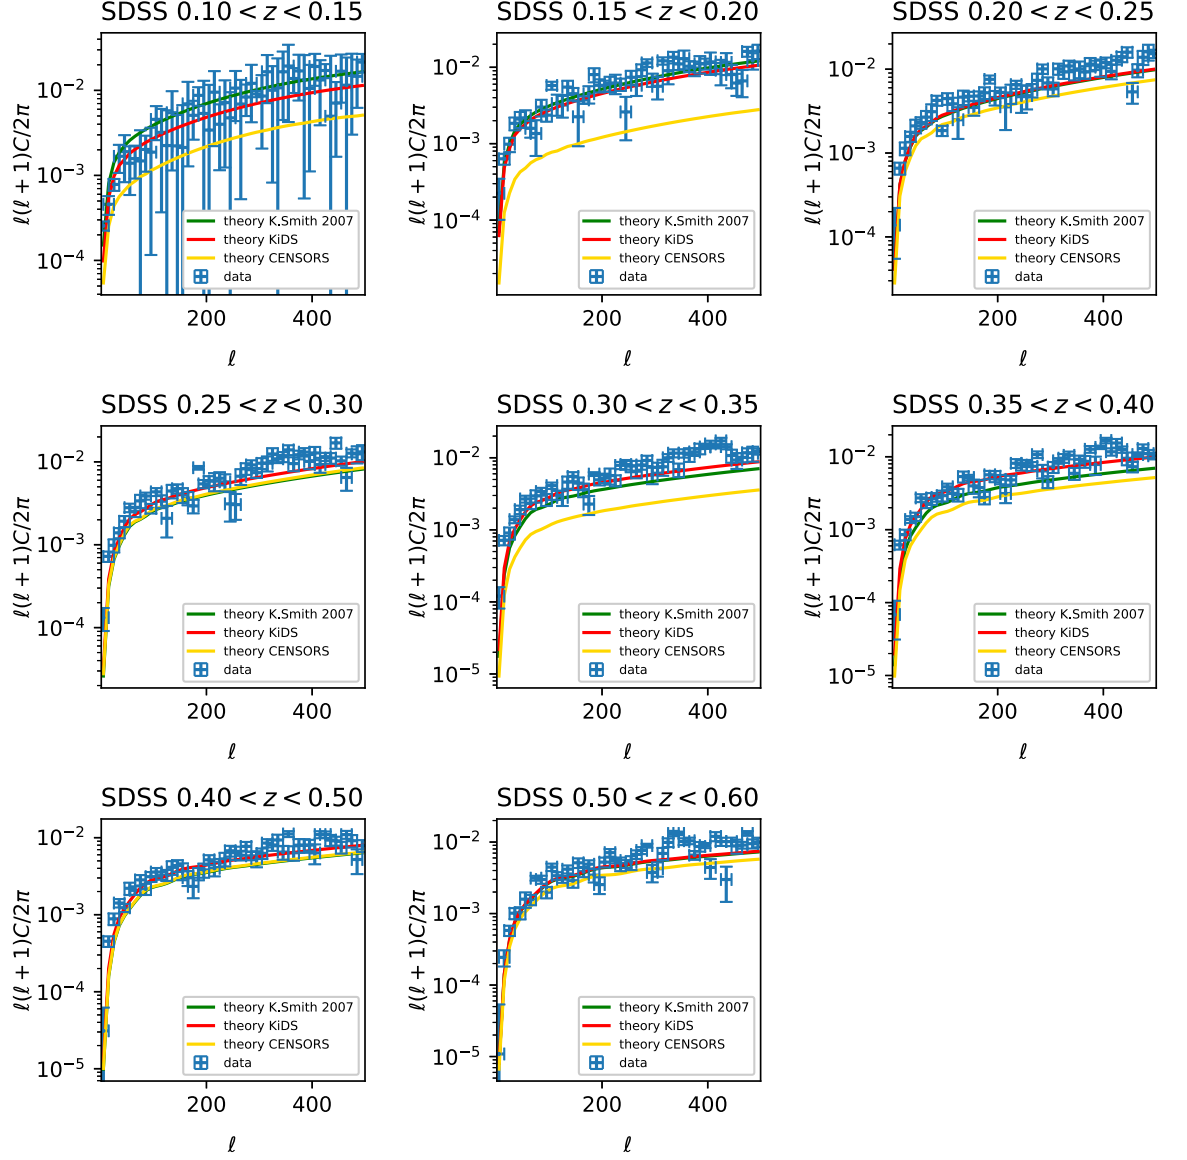 SDSS 0.10 < z < 0.15
ℓ(ℓ + 1)C/2π
10⁻²
10⁻³
10⁻⁴
theory K.Smith 2007
theory KiDS
theory CENSORS
data
200 400
ℓ
SDSS 0.15 < z < 0.20
ℓ(ℓ + 1)C/2π
10⁻²
10⁻³
10⁻⁴
theory K.Smith 2007
theory KiDS
theory CENSORS
data
200 400
ℓ
SDSS 0.20 < z < 0.25
ℓ(ℓ + 1)C/2π
10⁻²
10⁻³
10⁻⁴
theory K.Smith 2007
theory KiDS
theory CENSORS
data
200 400
ℓ
SDSS 0.25 < z < 0.30
ℓ(ℓ + 1)C/2π
10⁻²
10⁻³
10⁻⁴
theory K.Smith 2007
theory KiDS
theory CENSORS
data
200 400
ℓ
SDSS 0.30 < z < 0.35
ℓ(ℓ + 1)C/2π
10⁻²
10⁻³
10⁻⁴
10⁻⁵
theory K.Smith 2007
theory KiDS
theory CENSORS
data
200 400
ℓ
SDSS 0.35 < z < 0.40
ℓ(ℓ + 1)C/2π
10⁻²
10⁻³
10⁻⁴
10⁻⁵
theory K.Smith 2007
theory KiDS
theory CENSORS
data
200 400
ℓ
SDSS 0.40 < z < 0.50
ℓ(ℓ + 1)C/2π
10⁻²
10⁻³
10⁻⁴
10⁻⁵
theory K.Smith 2007
theory KiDS
theory CENSORS
data
200 400
ℓ
SDSS 0.50 < z < 0.60
ℓ(ℓ + 1)C/2π
10⁻²
10⁻³
10⁻⁴
10⁻⁵
theory K.Smith 2007
theory KiDS
theory CENSORS
data
200 400
ℓ